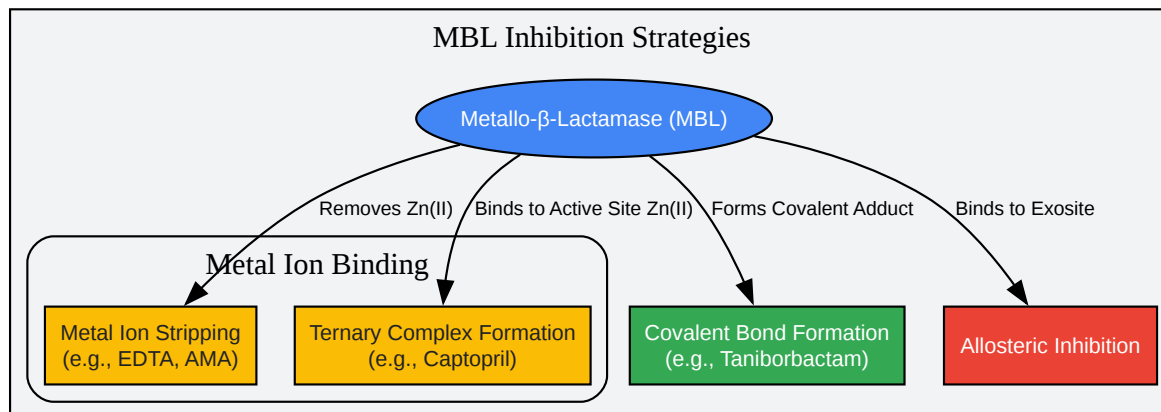 MBL Inhibition Strategies
Metallo-β-Lactamase (MBL)
Removes Zn(II)
Binds to Active Site Zn(II)
Forms Covalent Adduct
Binds to Exosite
Metal Ion Binding
Metal Ion Stripping
(e.g., EDTA, AMA)
Ternary Complex Formation
(e.g., Captopril)
Covalent Bond Formation
(e.g., Taniborbactam)
Allosteric Inhibition